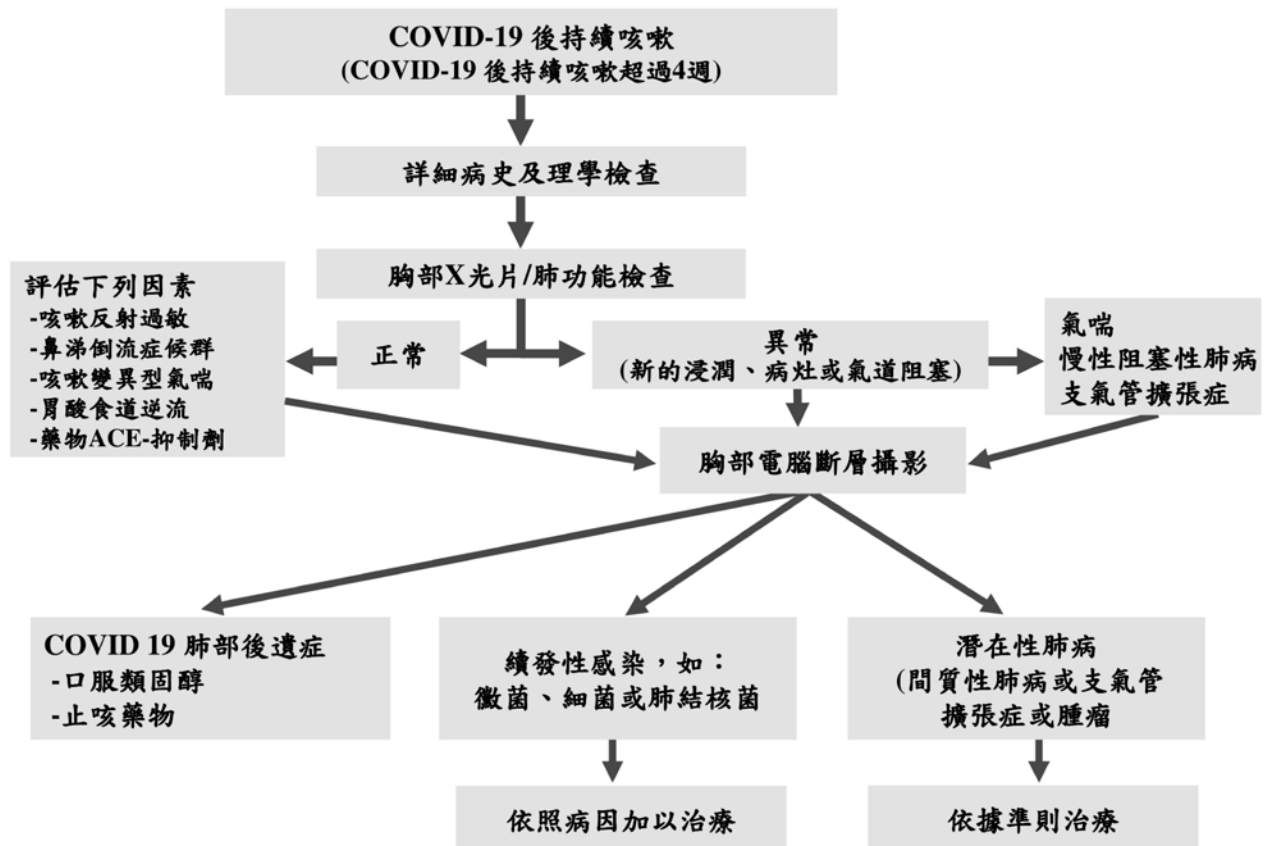 COVID-19 後持續咳嗽
(COVID-19 後持續咳嗽超過4週)
詳細病史及理學檢查
胸部X光片/肺功能檢查
評估下列因素
-咳嗽反射過敏
-鼻涕倒流症候群
-咳嗽變異型氣喘
-胃酸食道逆流
-藥物ACE-抑制劑
正常
異常
(新的浸潤、病灶或氣道阻塞)
氣喘
慢性阻塞性肺病
支氣管擴張症
胸部電腦斷層攝影
COVID 19 肺部後遺症
-口服類固醇
-止咳藥物
續發性感染，如：
黴菌、細菌或肺結核菌
潛在性肺病
(間質性肺病或支氣管
擴張症或腫瘤
依照病因加以治療
依據準則治療